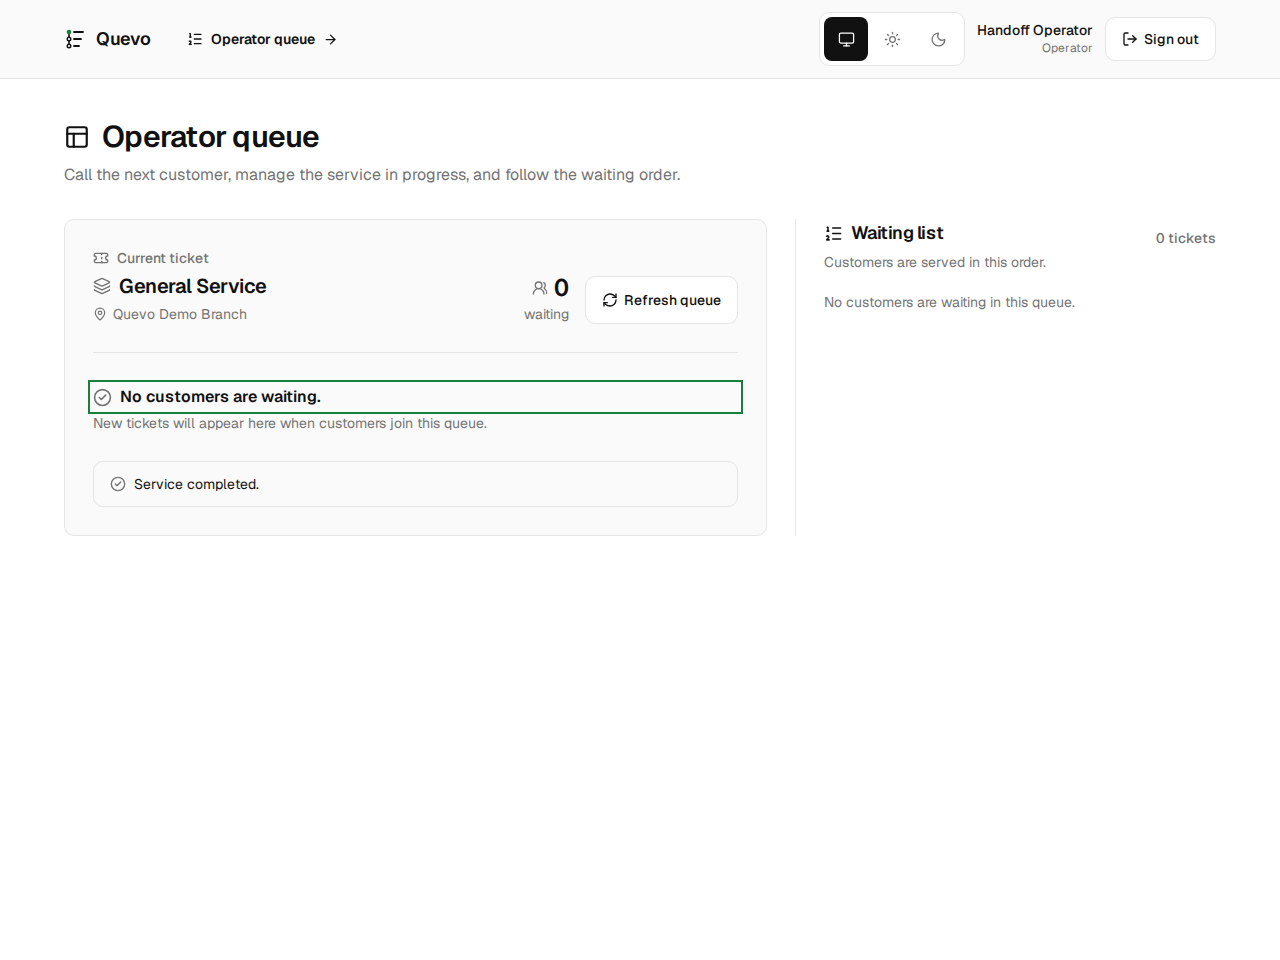 Quevo
Operator queue
Handoff Operator
Operator
Sign out
Operator queue
Call the next customer, manage the service in progress, and follow the waiting order.
Current ticket
General Service
Quevo Demo Branch
0
waiting
Refresh queue
No customers are waiting.
New tickets will appear here when customers join this queue.
Service completed.
Waiting list
0 tickets
Customers are served in this order.
No customers are waiting in this queue.